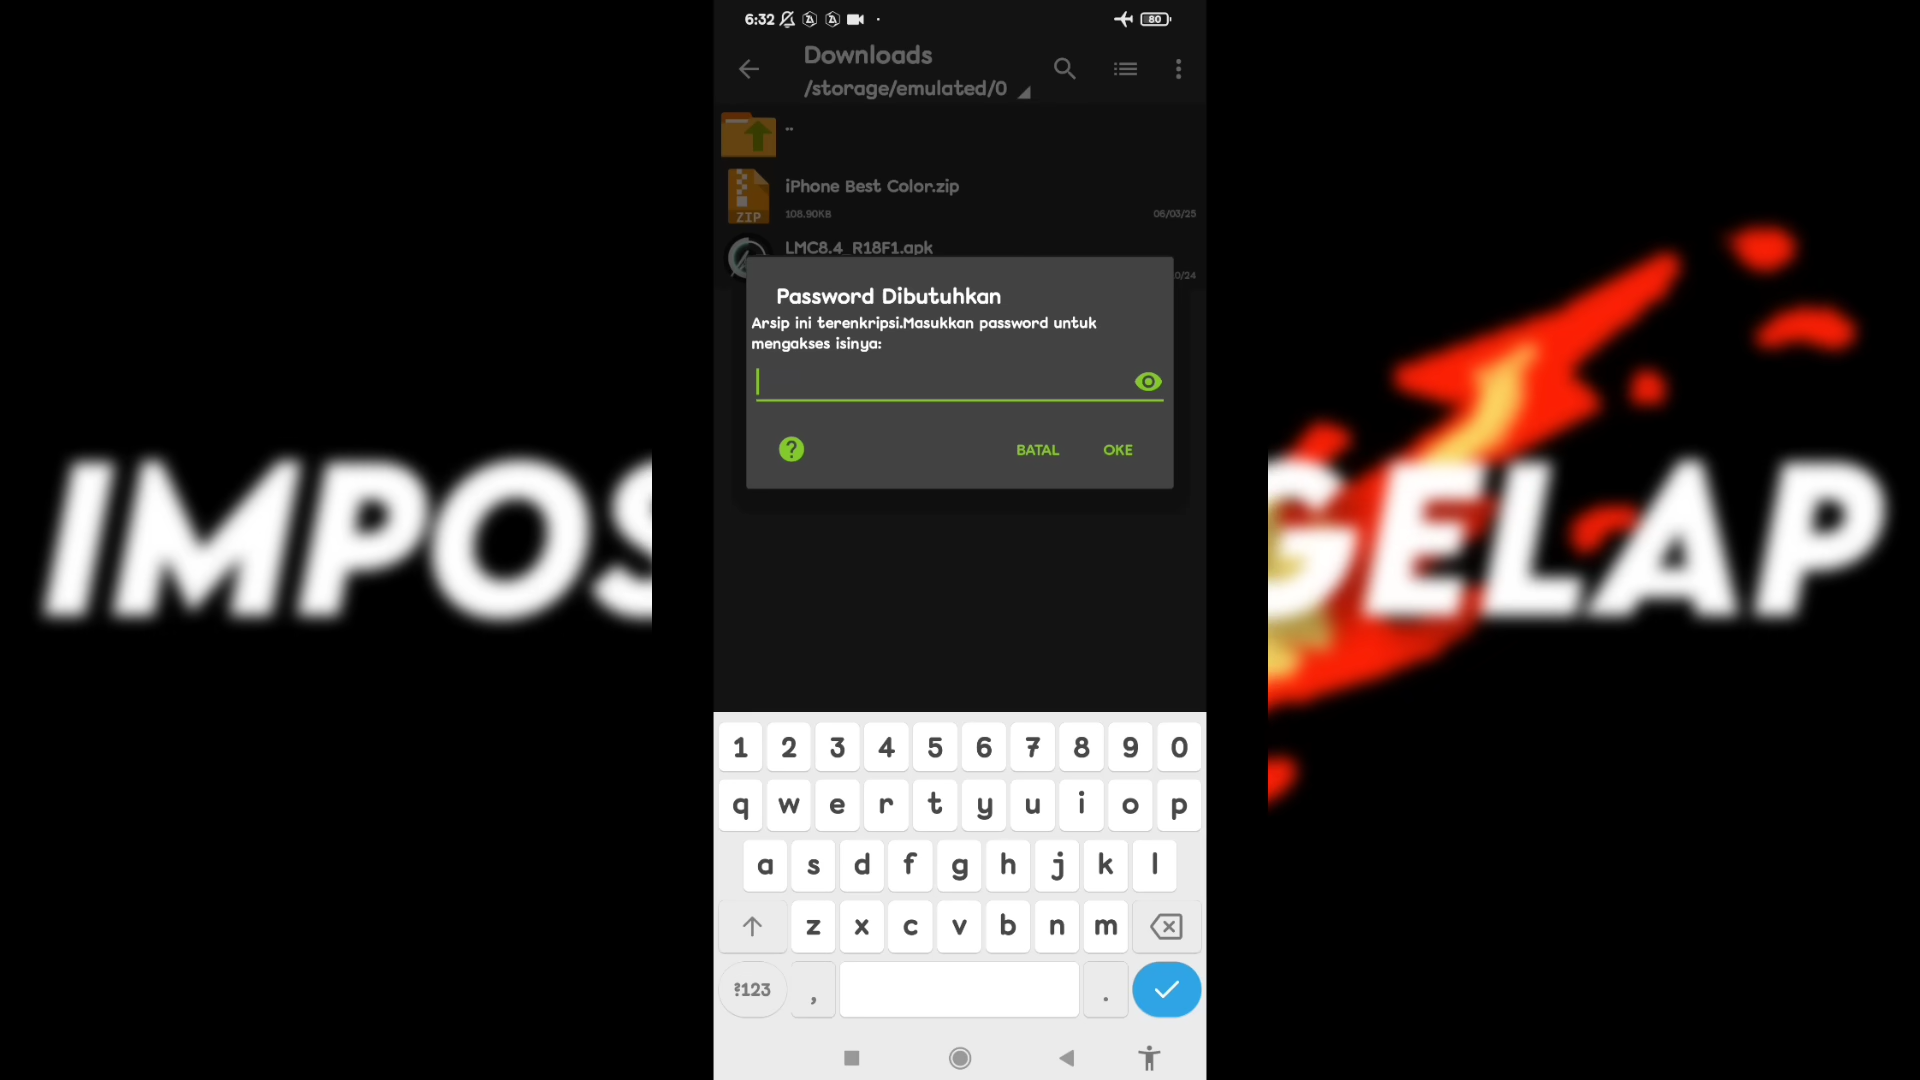 6:32
80
Downloads
/storage/emulated/0
..
iPhone Best Color.zip
ZIP
108.90KB
06/03/25
LMC8.4_R18F1.apk
0/24
Password Dibutuhkan
Arsip ini terenkripsi.Masukkan password untuk
mengakses isinya:
BATAL OKE
IMPOS
GELAP
1 2 3 4 5 6 7 8 9 0
q w e r t y u i o p
a s d f g h j k l
z x c v b n m
?123 , .